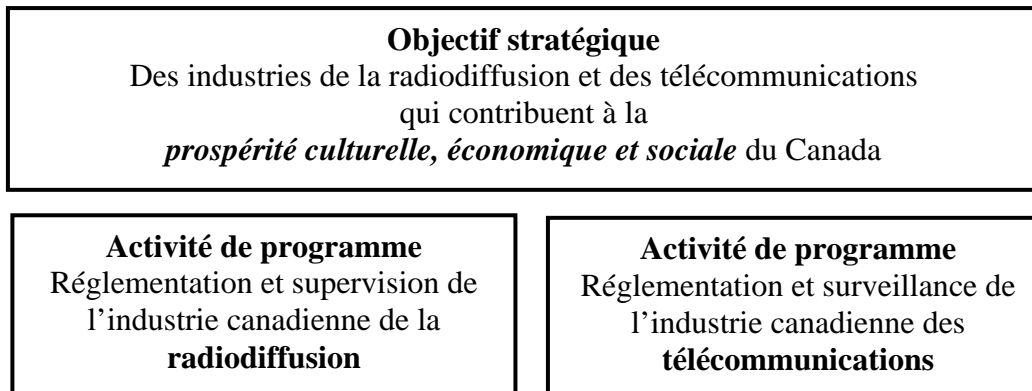 Objectif stratégique
Des industries de la radiodiffusion et des télécommunications
qui contribuent à la
prospérité culturelle, économique et sociale du Canada
Activité de programme
Réglementation et supervision de
l’industrie canadienne de la
radiodiffusion
Activité de programme
Réglementation et surveillance de
l’industrie canadienne des
télécommunications